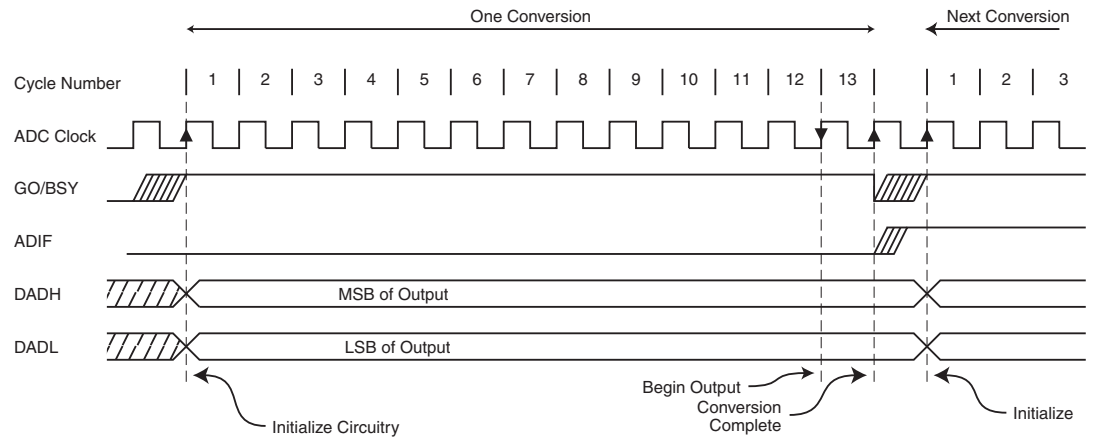 One Conversion
Next Conversion
Cycle Number 1 2 3 4 5 6 7 8 9 10 11 12 13 1 2 3
ADC Clock
GO/BSY
ADIF
DADH MSB of Output
DADL LSB of Output
Initialize Circuitry
Begin Output
Conversion
Complete
Initialize